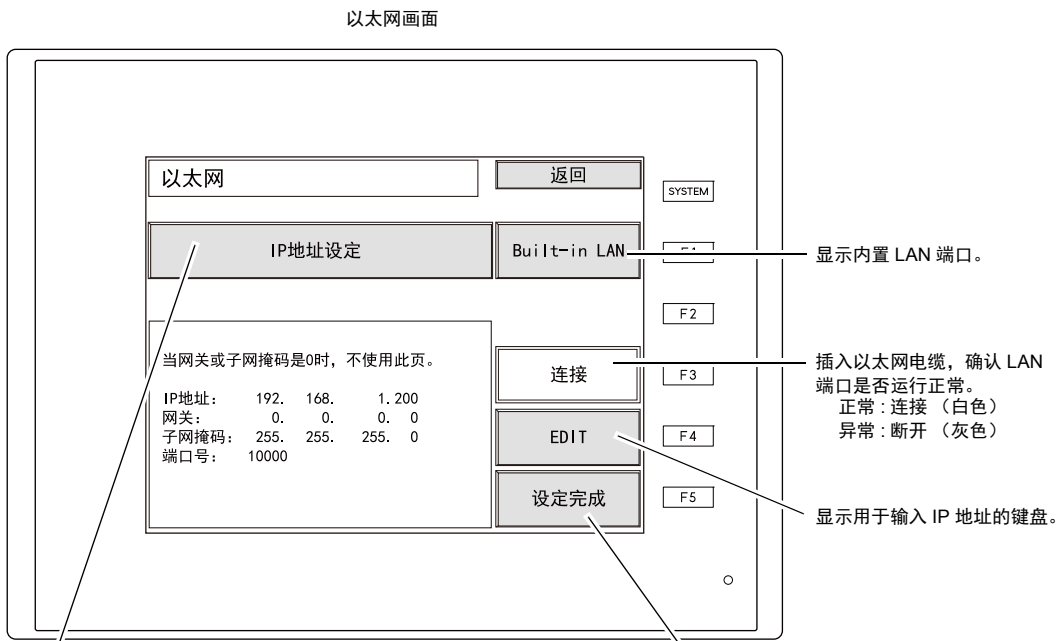 以太网画面
以太网
返回
SYSTEM
IP地址设定
Built-in LAN
显示内置 LAN 端口。
F2
当网关或子网掩码是0时，不使用此页。
连接
F3
插入以太网电缆，确认 LAN
端口是否运行正常。
正常 : 连接 （白色）
异常 : 断开 （灰色）
IP地址： 192. 168. 1. 200
网关： 0. 0. 0. 0
子网掩码： 255. 255. 255. 0
端口号： 10000
EDIT
F4
设定完成
F5
显示用于输入 IP 地址的键盘。